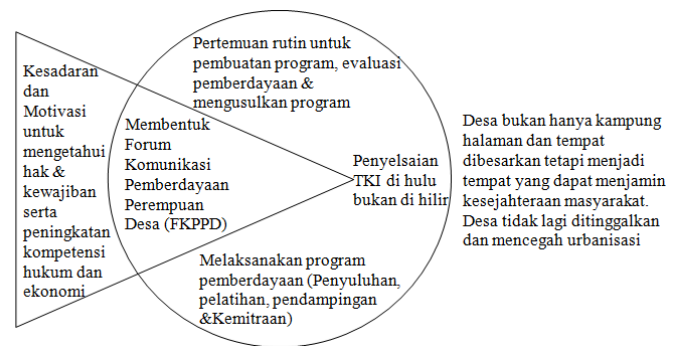 Kesadaran
dan
Motivasi
untuk
mengetahui
hak &
kewajiban
serta
peningkatan
kompetensi
hukum dan
ekonomi
Pertemuan rutin untuk
pembuatan program, evaluasi
pemberdayaan &
mengusulkan program
Membentuk
Forum
Komunikasi
Pemberdayaan
Perempuan
Desa (FKPPD)
Penyelsaian
TKI di hulu
bukan di hilir
Melaksanakan program
pemberdayaan (Penyuluhan,
pelatihan, pendampingan
&Kemitraan)
Desa bukan hanya kampung
halaman dan tempat
dibesarkan tetapi menjadi
tempat yang dapat menjamin
kesejahteraan masyarakat.
Desa tidak lagi ditinggalkan
dan mencegah urbanisasi